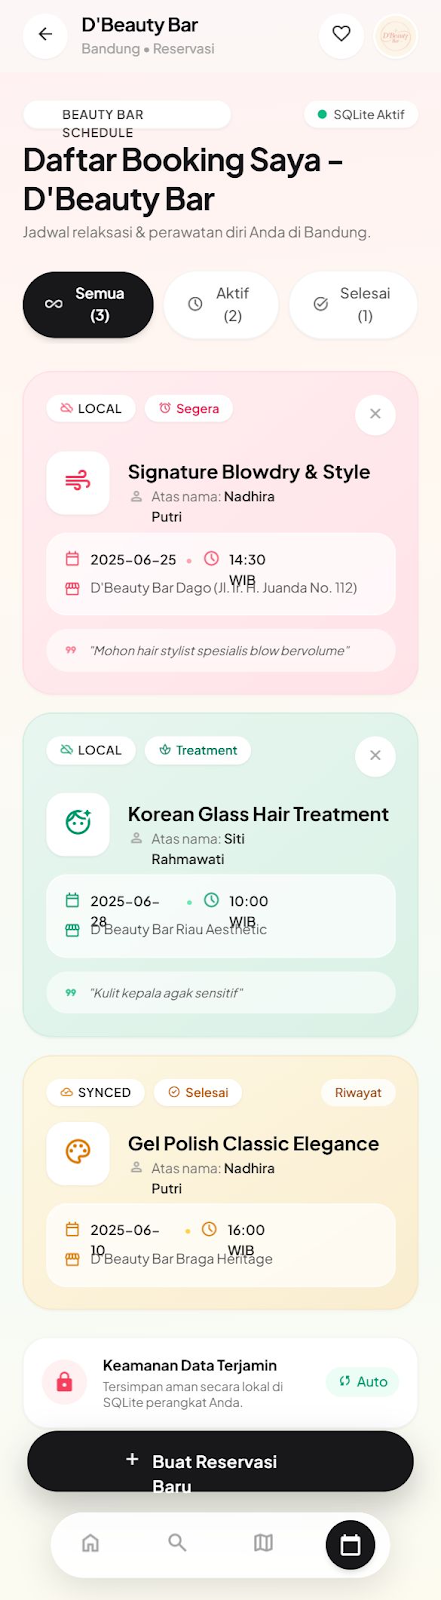 D'Beauty Bar
Bandung • Reservasi
BEAUTY BAR
SCHEDULE
SQLite Aktif
Daftar Booking Saya –
D'Beauty Bar
Jadwal relaksasi & perawatan diri Anda di Bandung.
Semua
(3)
Aktif
(2)
Selesai
(1)
LOCAL
Segera
Signature Blowdry & Style
Atas nama: Nadhira
Putri
2025-06-25 • 14:30
WIB
D'Beauty Bar Dago (Jl. Ir. H. Juanda No. 112)
"Mohon hair stylist spesialis blow bervolume"
LOCAL
Treatment
Korean Glass Hair Treatment
Atas nama: Siti
Rahmawati
2025-06-
28
• 10:00
WIB
D'Beauty Bar Riau Aesthetic
"Kulit kepala agak sensitif"
SYNCED
Selesai
Riwayat
Gel Polish Classic Elegance
Atas nama: Nadhira
Putri
2025-06-
10
• 16:00
WIB
D'Beauty Bar Braga Heritage
Keamanan Data Terjamin
Tersimpan aman secara lokal di
SQLite perangkat Anda.
Auto
+ Buat Reservasi
Baru